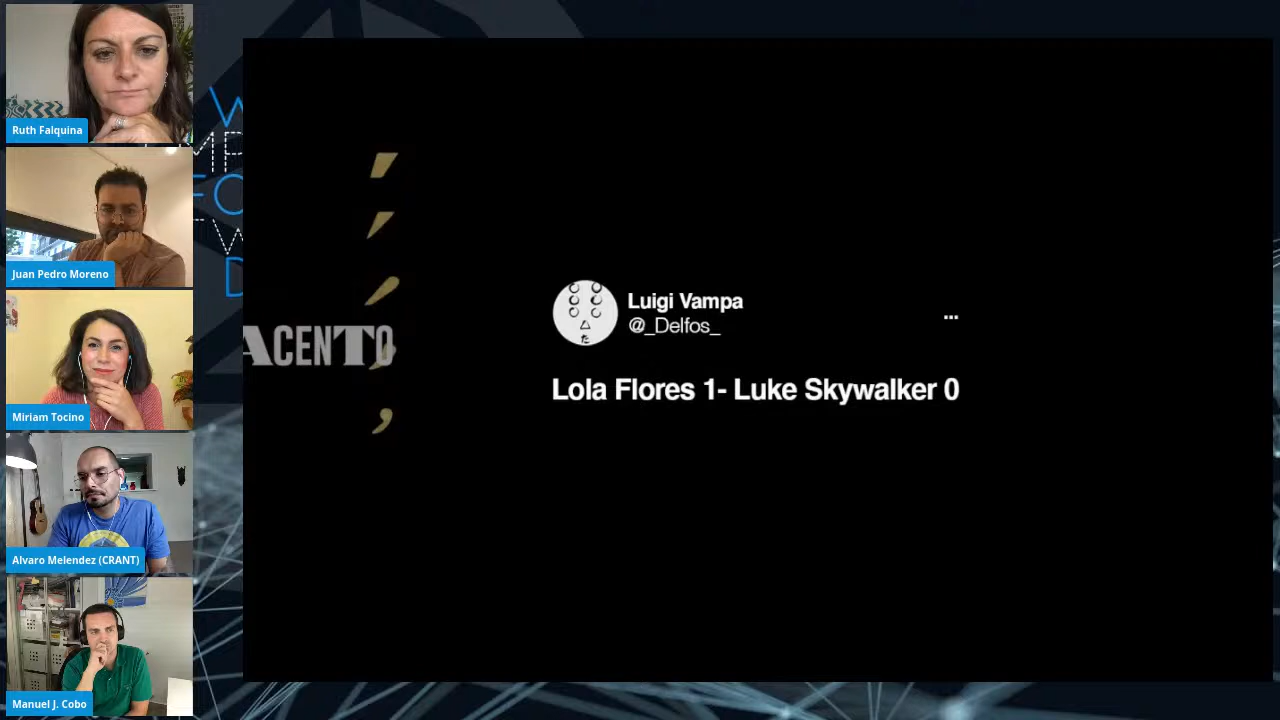 Ruth Falquina
Juan Pedro Moreno
Miriam Tocino
Alvaro Melendez (CRANT)
Manuel J. Cobo
ACENTO
Luigi Vampa
@_Delfos_
...
Lola Flores 1- Luke Skywalker 0